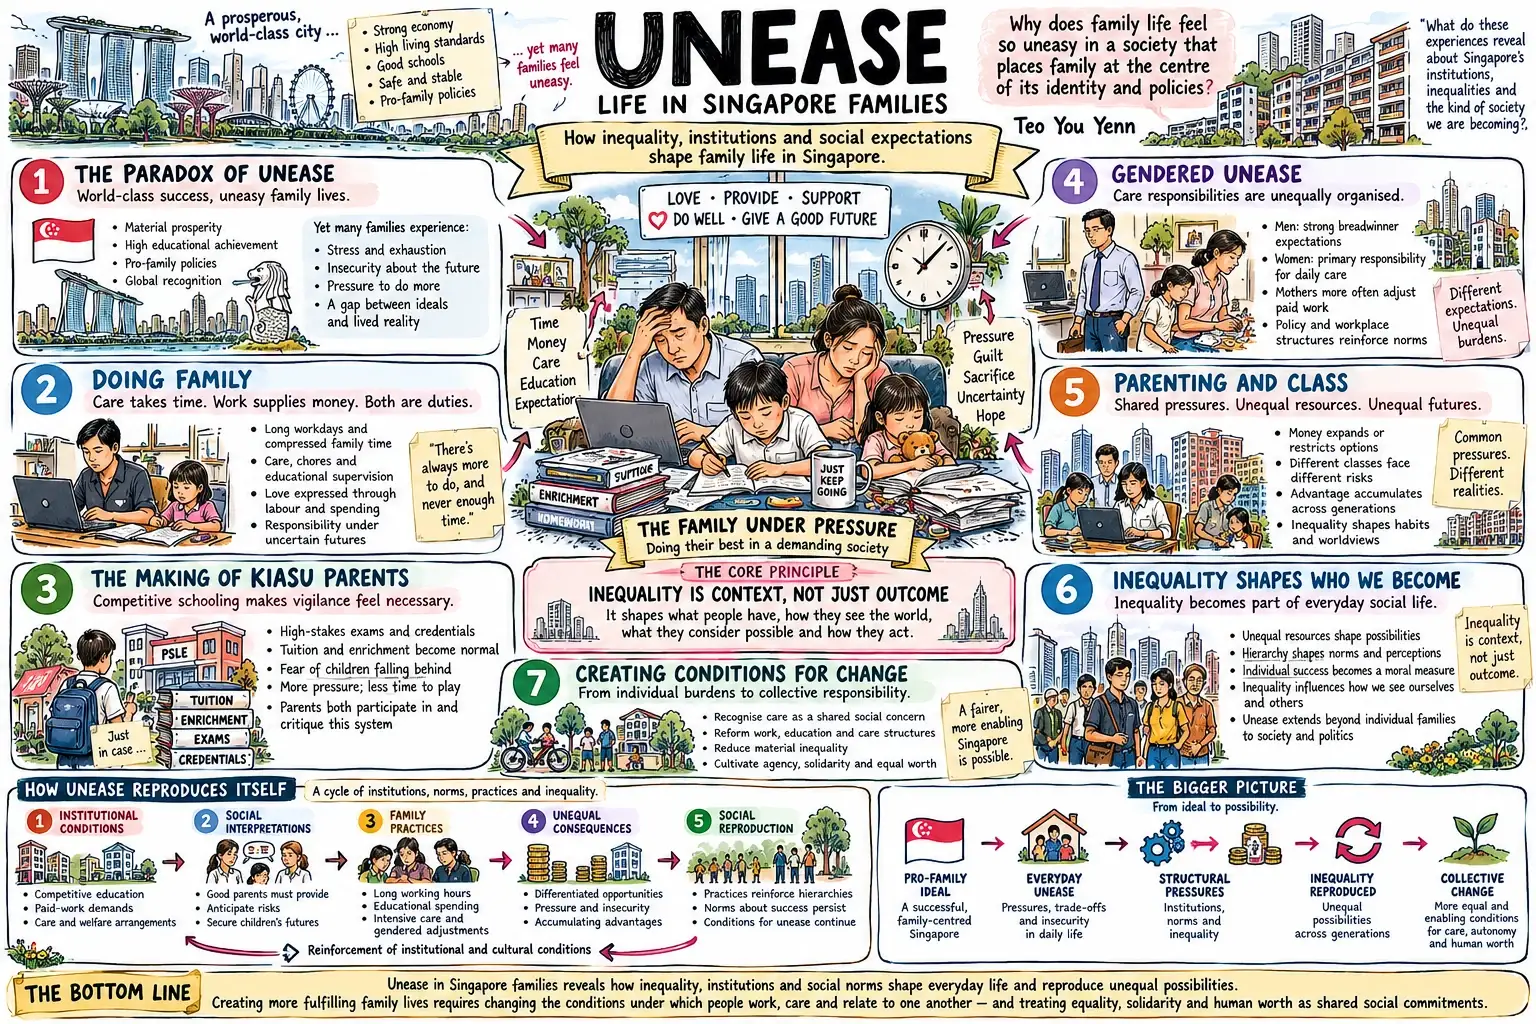 A prosperous,
world-class city ...
• Strong economy
• High living standards
• Good schools
• Safe and stable
• Pro-family policies
... yet many
families feel
uneasy.
UNEASE
LIFE IN SINGAPORE FAMILIES
How inequality, institutions and social expectations
shape family life in Singapore.
Why does family life feel
so uneasy in a society that
places family at the centre
of its identity and policies?
Teo You Yenn
"What do these
experiences reveal
about Singapore's
institutions,
inequalities and
the kind of society
we are becoming?,
1 THE PARADOX OF UNEASE
World-class success, uneasy family lives.
• Material prosperity
• High educational achievement
• Pro-family policies
• Global recognition
Yet many families experience:
• Stress and exhaustion
• Insecurity about the future
• Pressure to do more
• A gap between ideals
and lived reality
2 DOING FAMILY
Care takes time. Work supplies money. Both are duties.
• Long workdays and
compressed family time
• Care, chores and
educational supervision
• Love expressed through
labour and spending
• Responsibility under
uncertain futures
"There's
always more
to do, and
never enough
time."
3 THE MAKING OF KIASU PARENTS
Competitive schooling makes vigilance feel necessary.
PSLE
TUITION
ENRICHMENT
EXAMS
CREDENTIALS
Just
in case ...
• High-stakes exams and credentials
• Tuition and enrichment become normal
• Fear of children falling behind
• More pressure; less time to play
• Parents both participate in and
critique this system
LOVE · PROVIDE · SUPPORT
DO WELL · GIVE A GOOD FUTURE
12
3
6
9
Time
Money
Care
Education
Expectation
Pressure
Guilt
Sacrifice
Uncertainty
Hope
ENRICHMENT
HOMEWORK
JUST
KEEP
GOING
THE FAMILY UNDER PRESSURE
Doing their best in a demanding society
THE CORE PRINCIPLE
INEQUALITY IS CONTEXT, NOT JUST OUTCOME
It shapes what people have, how they see the world,
what they consider possible and how they act.
4 GENDERED UNEASE
Care responsibilities are unequally organised.
• Men: strong breadwinner
expectations
• Women: primary responsibility
for daily care
• Mothers more often adjust
paid work
• Policy and workplace
structures reinforce norms
Different
expectations.
Unequal
burdens.
5 PARENTING AND CLASS
Shared pressures. Unequal resources. Unequal futures.
• Money expands or
restricts options
• Different classes face
different risks
• Advantage accumulates
across generations
• Inequality shapes habits
and worldviews
Common
pressures.
Different
realities.
6 INEQUALITY SHAPES WHO WE BECOME
Inequality becomes part of everyday social life.
• Unequal resources shape possibilities
• Hierarchy shapes norms and perceptions
• Individual success becomes a moral measure
• Inequality influences how we see ourselves
and others
• Unease extends beyond individual families
to society and politics
Inequality
is context,
not just
outcome.
7 CREATING CONDITIONS FOR CHANGE
From individual burdens to collective responsibility.
• Recognise care as a shared social concern
• Reform work, education and care structures
• Reduce material inequality
• Cultivate agency, solidarity and equal worth
A fairer,
more enabling
Singapore
is possible.
HOW UNEASE REPRODUCES ITSELF
A cycle of institutions, norms, practices and inequality.
1 INSTITUTIONAL
CONDITIONS
• Competitive education
• Paid-work demands
• Care and welfare arrangements
2 SOCIAL
INTERPRETATIONS
• Good parents must provide
• Anticipate risks
• Secure children's futures
3 FAMILY
PRACTICES
• Long working hours
• Educational spending
• Intensive care and
gendered adjustments
4 UNEQUAL
CONSEQUENCES
• Differentiated opportunities
• Pressure and insecurity
• Accumulating advantages
5 SOCIAL
REPRODUCTION
• Practices reinforce hierarchies
• Norms about success persist
• Conditions for unease continue
Reinforcement of institutional and cultural conditions
THE BIGGER PICTURE
From ideal to possibility.
PRO-FAMILY
IDEAL
A successful,
family-centred
Singapore
EVERYDAY
UNEASE
Pressures, trade-offs
and insecurity
in daily life
STRUCTURAL
PRESSURES
Institutions,
norms and
inequality
INEQUALITY
REPRODUCED
Unequal
possibilities
across generations
COLLECTIVE
CHANGE
More equal and
enabling conditions
for care, autonomy
and human worth
THE BOTTOM LINE
Unease in Singapore families reveals how inequality, institutions and social norms shape everyday life and reproduce unequal possibilities.
Creating more fulfilling family lives requires changing the conditions under which people work, care and relate to one another — and treating equality, solidarity and human worth as shared social commitments.